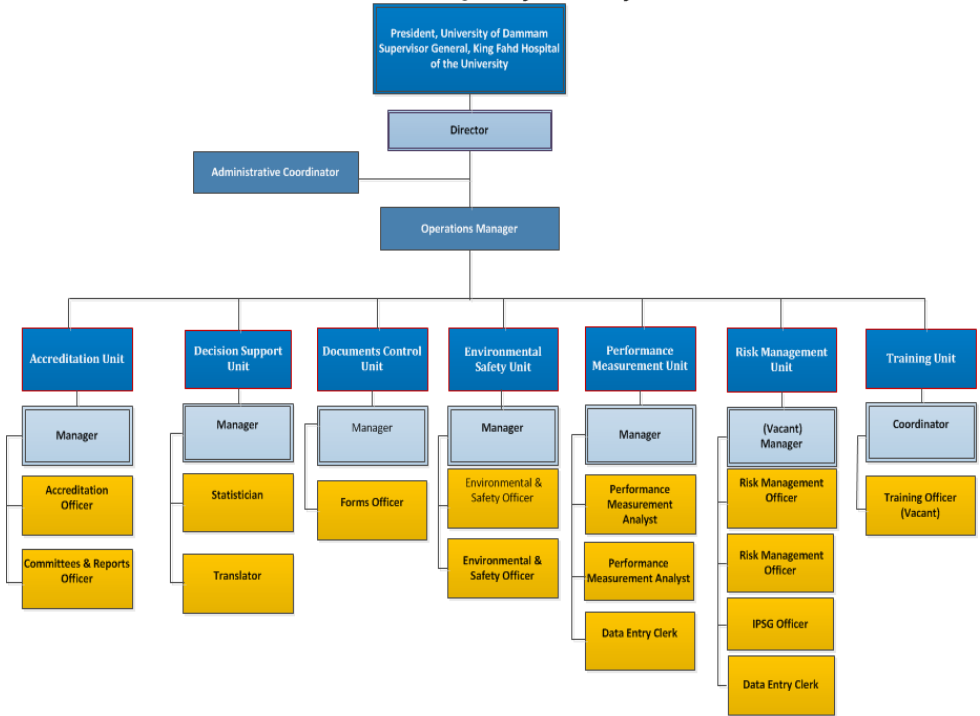 President, University of Dammam
Supervisor General, King Fahd Hospital
of the University
Director
Administrative Coordinator
Operations Manager
Accreditation Unit
Manager
Accreditation
Officer
Committees & Reports
Officer
Decision Support
Unit
Manager
Statistician
Translator
Documents Control
Unit
Manager
Forms Officer
Environmental
Safety Unit
Manager
Environmental &
Safety Officer
Environmental &
Safety Officer
Performance
Measurement Unit
Manager
Performance
Measurement
Analyst
Performance
Measurement Analyst
Data Entry Clerk
Risk Management
Unit
(Vacant)
Manager
Risk Management
Officer
Risk Management
Officer
IPSG Officer
Data Entry Clerk
Training Unit
Coordinator
Training Officer
(Vacant)